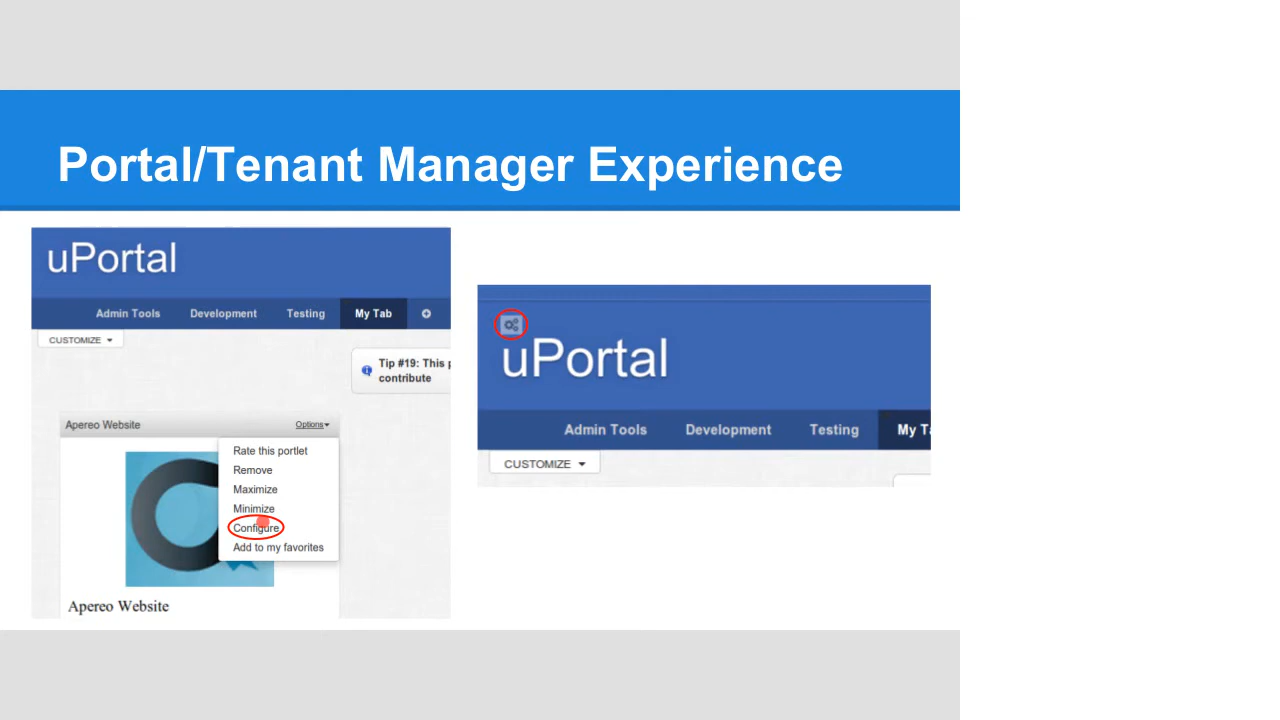 Portal/Tenant Manager Experience
uPortal
Admin Tools Development Testing My Tab
CUSTOMIZE
Tip #19: This
contribute
Apereo Website Options
Rate this portlet
Remove
Maximize
Minimize
Configure
Add to my favorites
Apereo Website
uPortal
Admin Tools Development Testing My
CUSTOMIZE